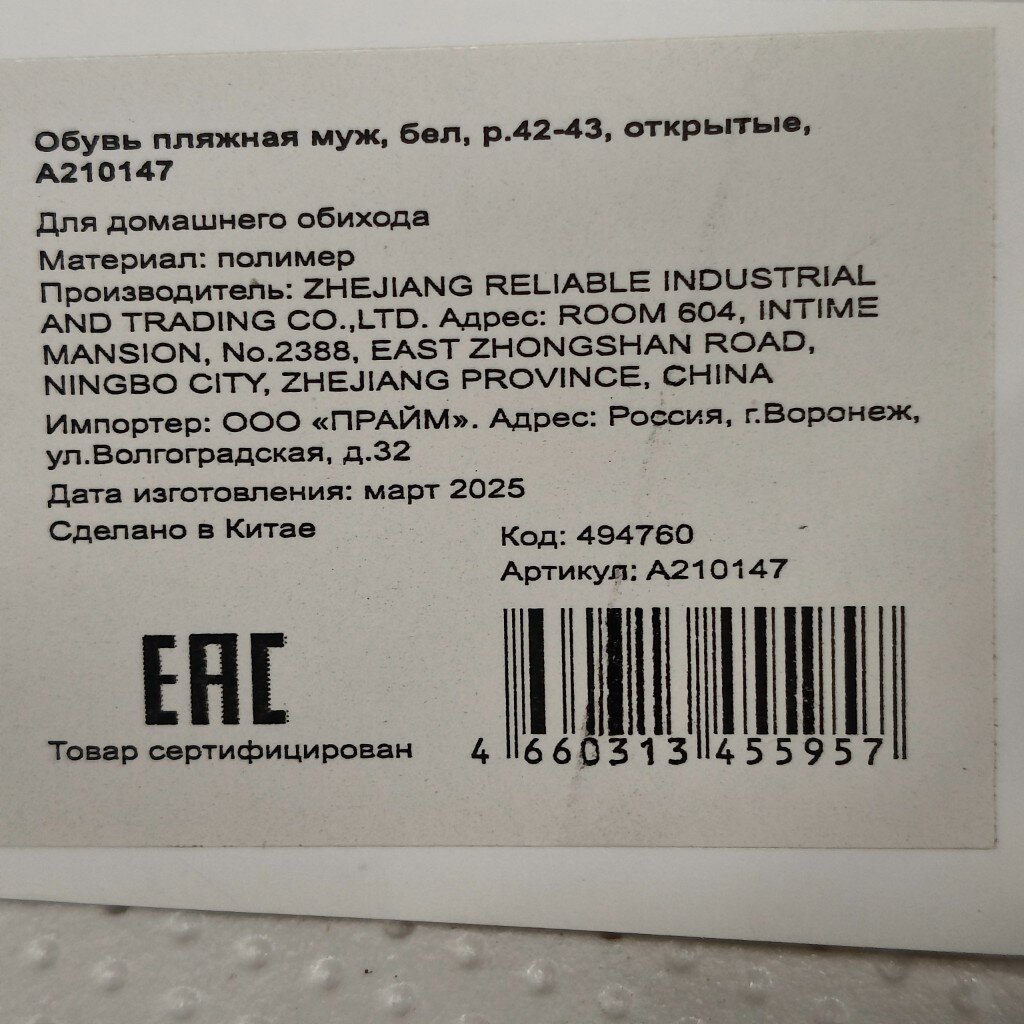 Обувь пляжная муж, бел, р.42-43, открытые,
А210147
Для домашнего обихода
Материал: полимер
Производитель: ZHEJIANG RELIABLE INDUSTRIAL
AND TRADING CO.,LTD. Адрес: ROOM 604, INTIME
MANSION, No.2388, EAST ZHONGSHAN ROAD,
NINGBO CITY, ZHEJIANG PROVINCE, CHINA
Импортер: ООО «ПРАЙМ». Адрес: Россия, г.Воронеж,
ул.Волгоградская, д.32
Дата изготовления: март 2025
Сделано в Китае
Код: 494760
Артикул: А210147
EAC
Товар сертифицирован
4 660313 455957